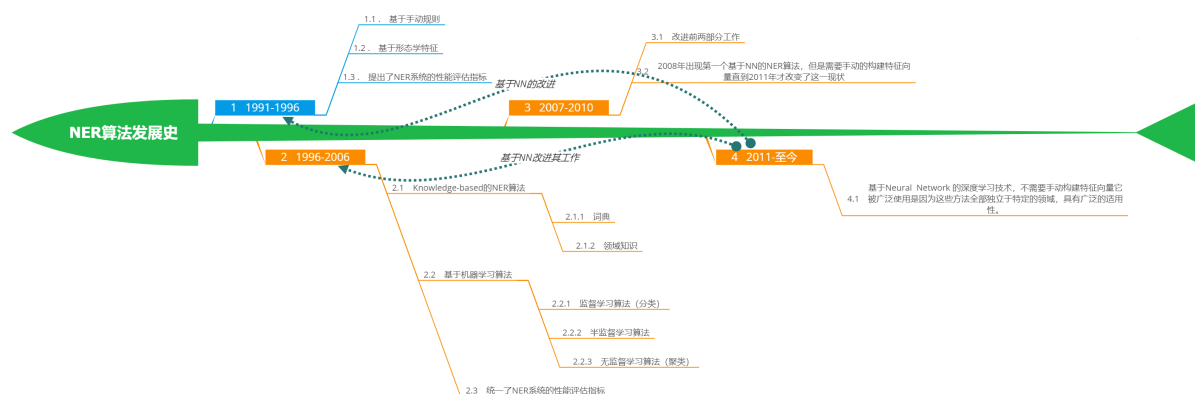 NER算法发展史
1 1991-1996
1.1 . 基于手动规则
1.2 . 基于形态学特征
1.3 . 提出了NER系统的性能评估指标
2 1996-2006
2.1 Knowledge-based的NER算法
2.1.1 词典
2.1.2 领域知识
2.2 基于机器学习算法
2.2.1 监督学习算法（分类）
2.2.2 半监督学习算法
2.2.3 无监督学习算法（聚类）
2.3 统一了NER系统的性能评估指标
3 2007-2010
3.1 改进前两部分工作
3.2 2008年出现第一个基于NN的NER算法，但是需要手动的构建特征向
量直到2011年才改变了这一现状
4 2011-至今
基于Neural Network 的深度学习技术，不需要手动构建特征向量它
4.1 被广泛使用是因为这些方法全部独立于特定的领域，具有广泛的适用
性。
基于NN的改进
基于NN改进其工作